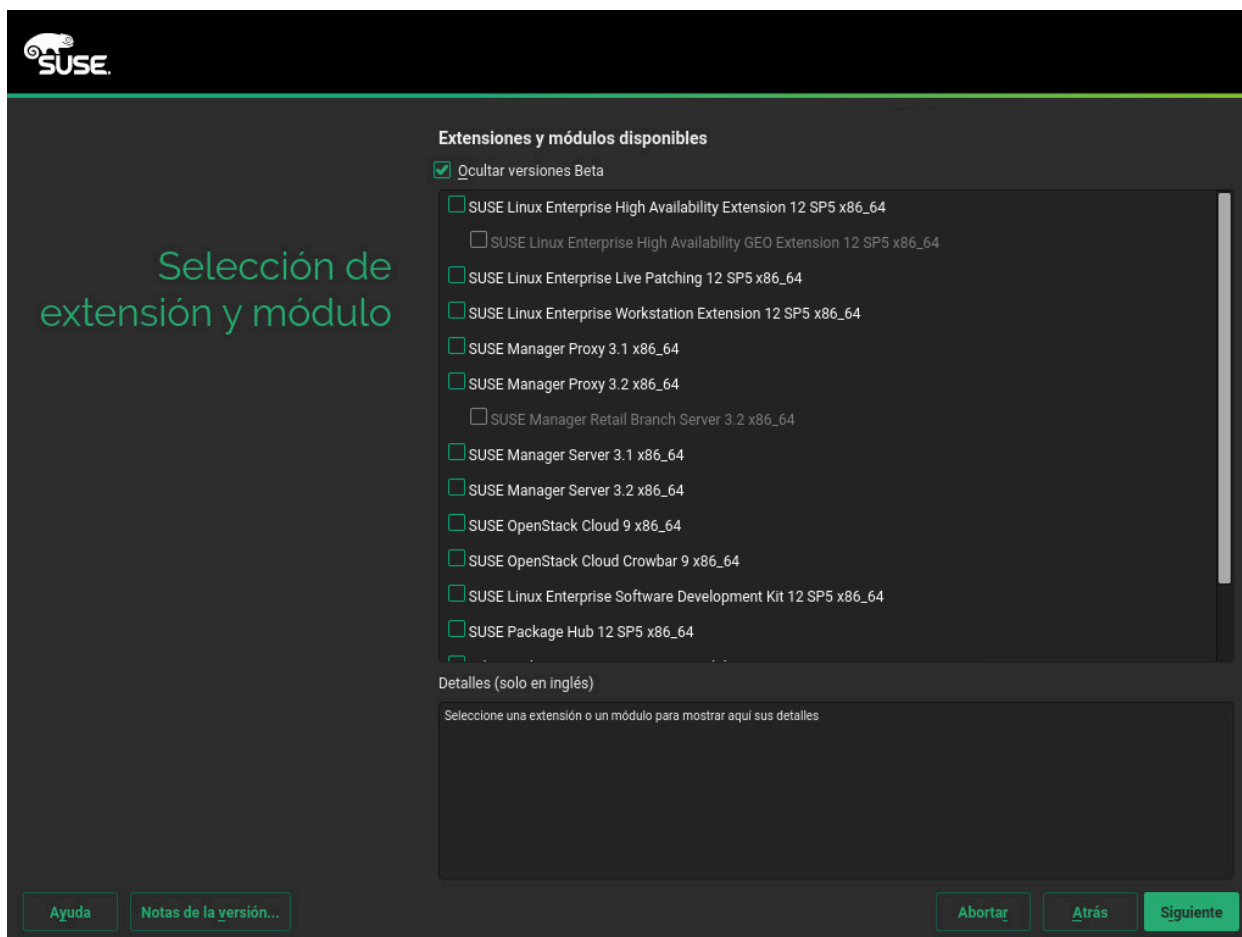 SUSE.
Extensiones y módulos disponibles
Ocultar versiones Beta
Selección de
extensión y módulo
SUSE Linux Enterprise High Availability Extension 12 SP5 x86_64
SUSE Linux Enterprise High Availability GEO Extension 12 SP5 x86_64
SUSE Linux Enterprise Live Patching 12 SP5 x86_64
SUSE Linux Enterprise Workstation Extension 12 SP5 x86_64
SUSE Manager Proxy 3.1 x86_64
SUSE Manager Proxy 3.2 x86_64
SUSE Manager Retail Branch Server 3.2 x86_64
SUSE Manager Server 3.1 x86_64
SUSE Manager Server 3.2 x86_64
SUSE OpenStack Cloud 9 x86_64
SUSE OpenStack Cloud Crowbar 9 x86_64
SUSE Linux Enterprise Software Development Kit 12 SP5 x86_64
SUSE Package Hub 12 SP5 x86_64
Detalles (solo en inglés)
Seleccione una extensión o un módulo para mostrar aquí sus detalles
Ayuda
Notas de la versión...
Abortar
Atrás
Siguiente